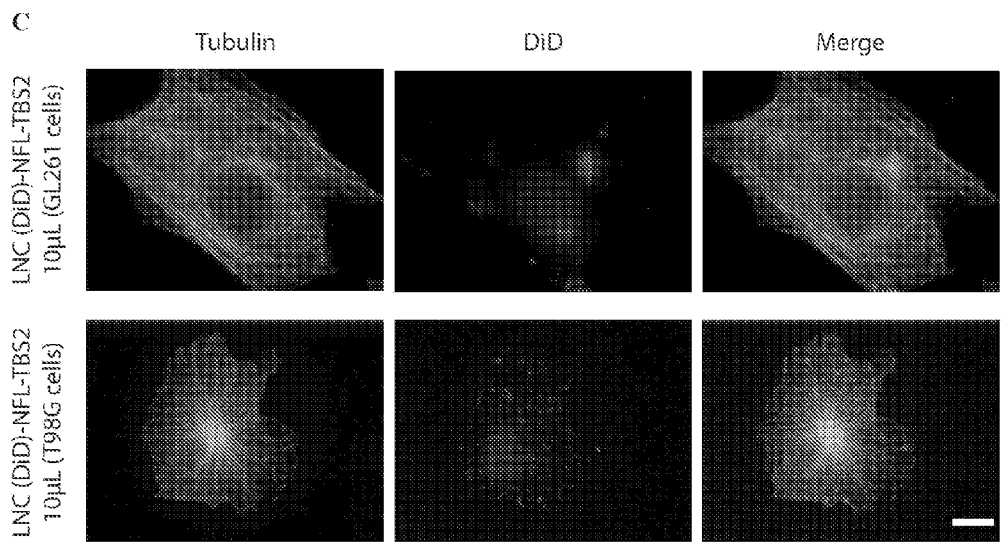 C
Tubulin DiD Merge
LNC (DiD)-NFL-TBS2
10µL (GL261 cells)
LNC (DiD)-NFL-TBS2
10µL (T98G cells)